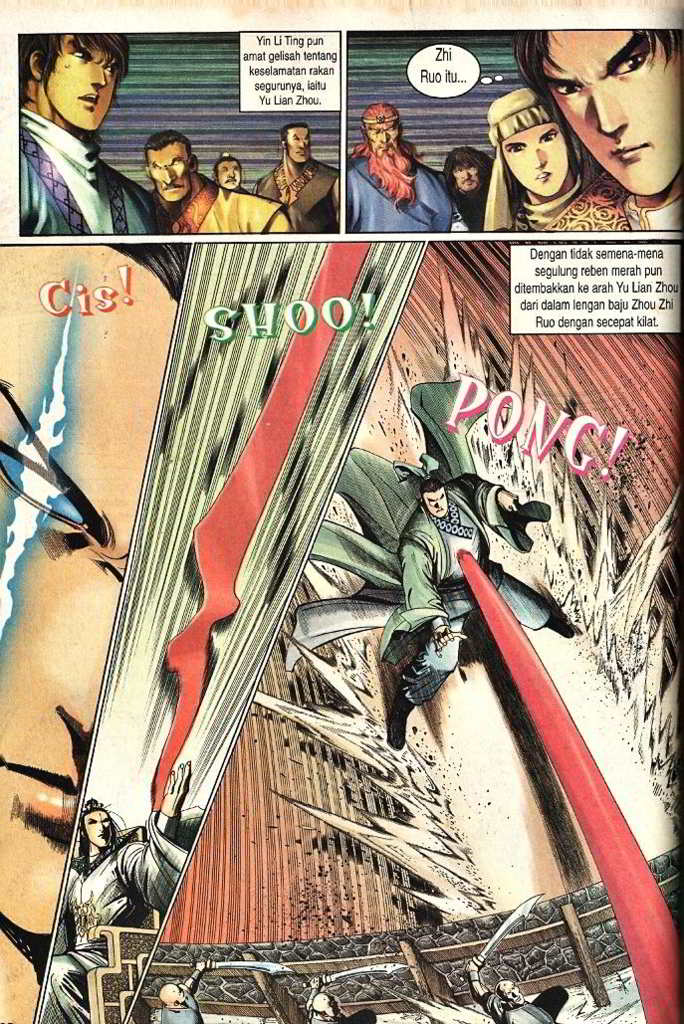 Yin Li Ting pun
amat gelisah tentang
keselamatan rakan
segurunya, iaitu
Yu Lian Zhou.
Zhi
Ruo itu...
Cis!
SHOO!
Dengan tidak semena-mena
segulung reben merah pun
ditembakkan ke arah Yu Lian Zhou
dari dalam lengan baju Zhou Zhi
Ruo dengan secepat kilat.
PONG!